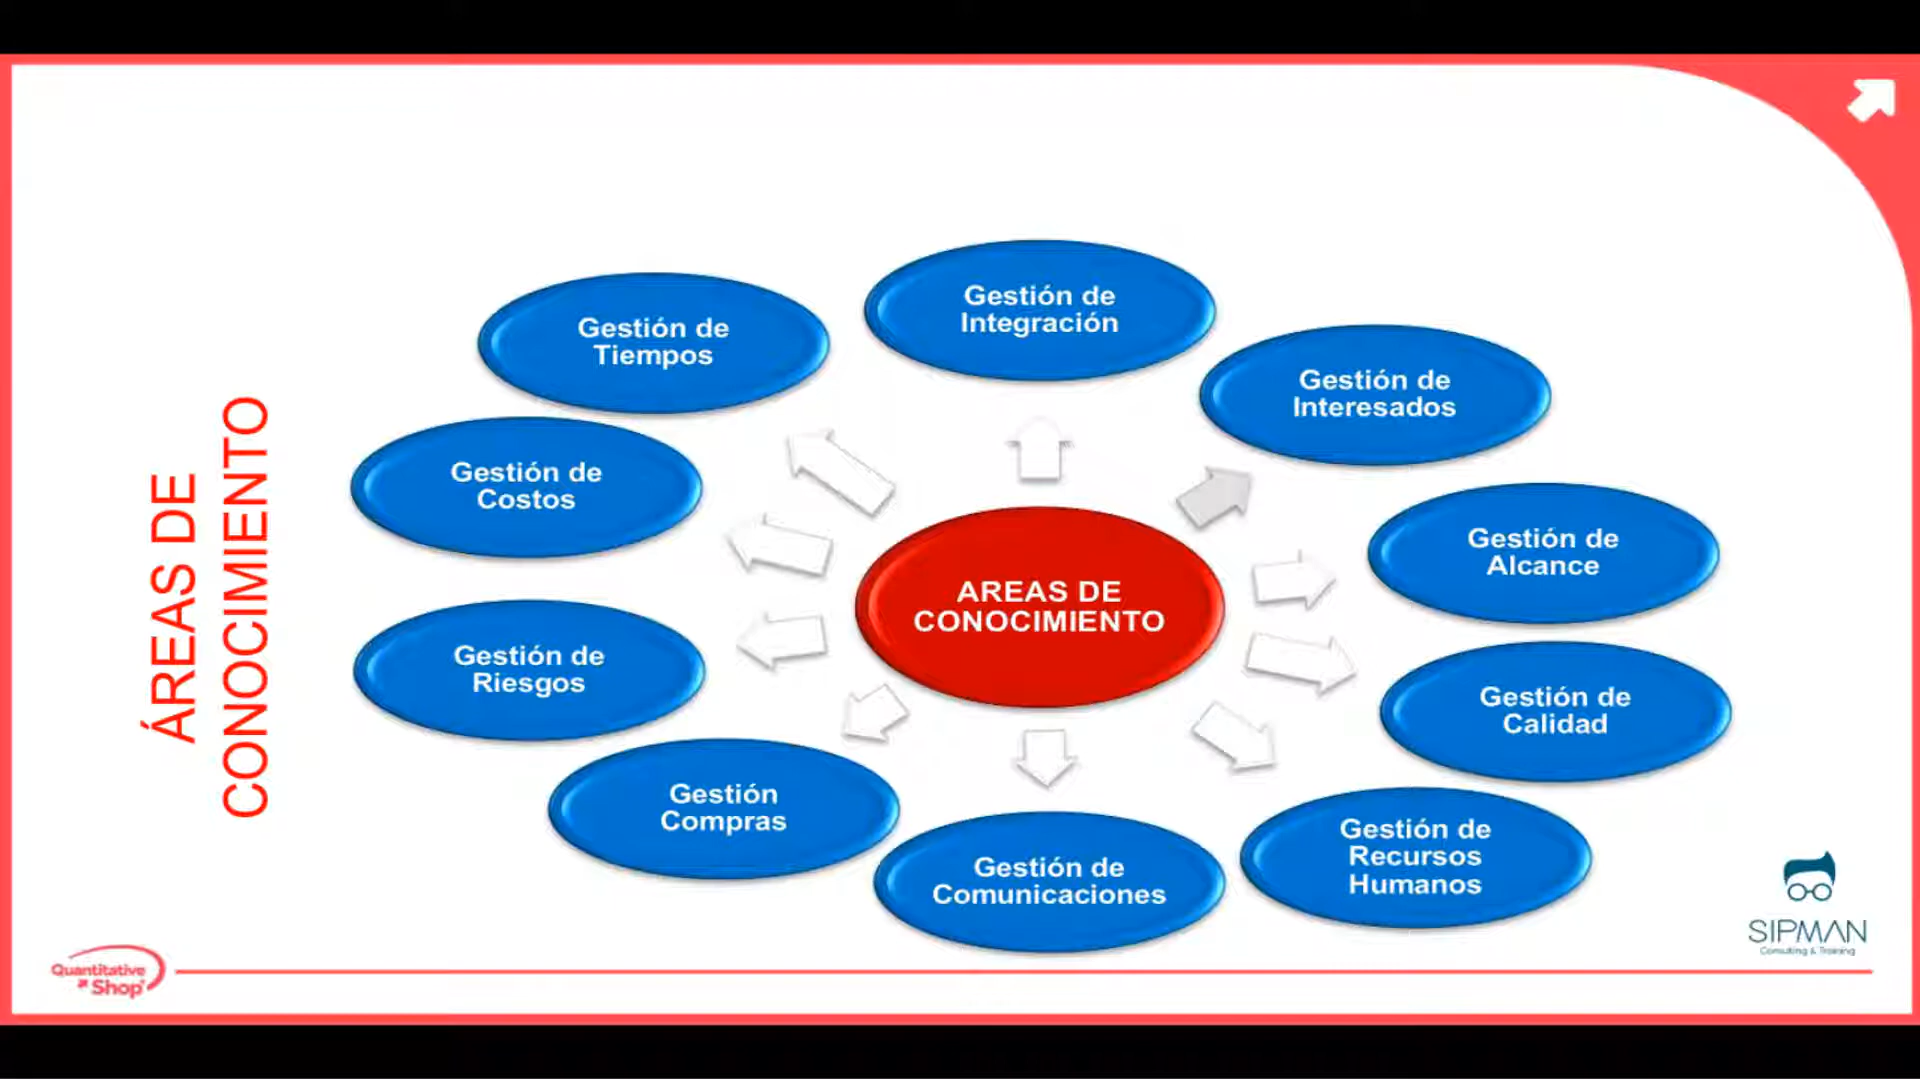 ÁREAS DE
CONOCIMIENTO
Gestión de
Integración
Gestión de
Interesados
Gestión de
Alcance
Gestión de
Calidad
Gestión de
Recursos
Humanos
Gestión de
Comunicaciones
Gestión
Compras
Gestión de
Riesgos
Gestión de
Costos
Gestión de
Tiempos
AREAS DE
CONOCIMIENTO
Quantitative
Shop
SIPMAN
Consulting & Training